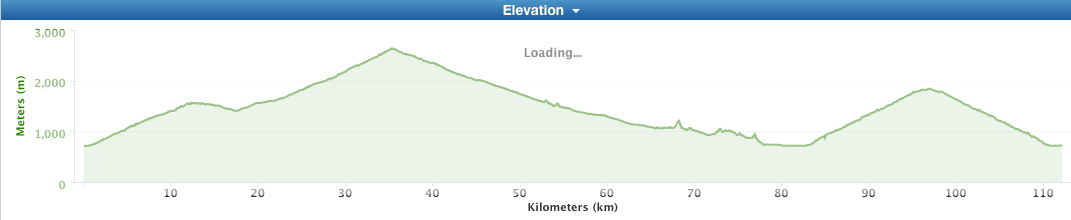 Elevation
3,000
Loading...
2,000
Meters (m)
1,000
0
10 20 30 40 50 60 70 80 90 100 110
Kilometers (km)